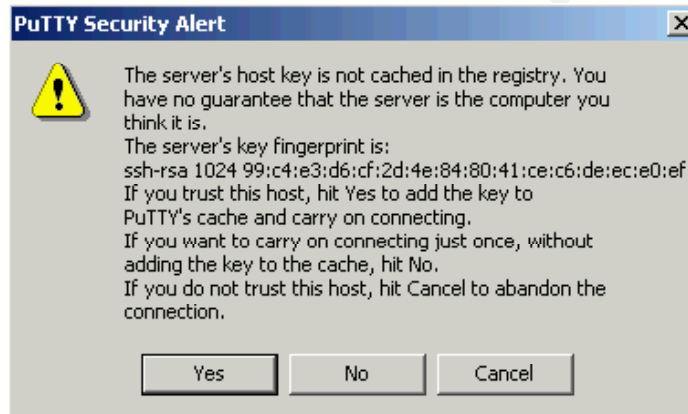 PuTTY Security Alert
The server's host key is not cached in the registry. You
have no guarantee that the server is the computer you
think it is.
The server's key fingerprint is:
ssh-rsa 1024 99:c4:e3:d6:cf:2d:4e:84:80:41:ce:c6:de:ec:e0:ef
If you trust this host, hit Yes to add the key to
PuTTY's cache and carry on connecting.
If you want to carry on connecting just once, without
adding the key to the cache, hit No.
If you do not trust this host, hit Cancel to abandon the
connection.
Yes No Cancel